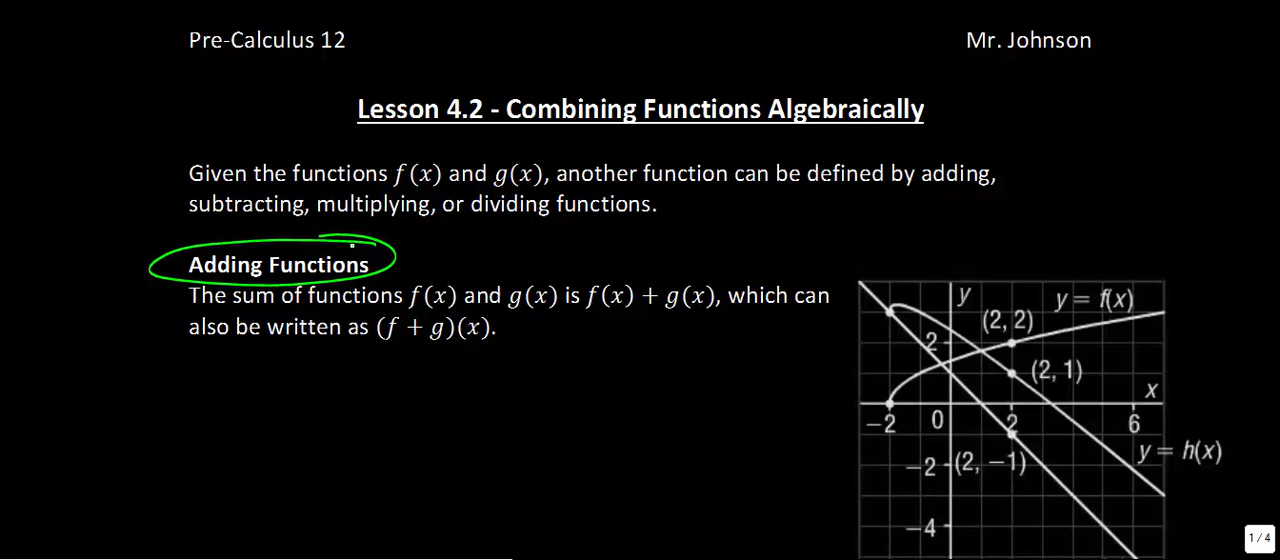 Pre-Calculus 12
Mr. Johnson
Lesson 4.2 - Combining Functions Algebraically
Given the functions f(x) and g(x), another function can be defined by adding,
subtracting, multiplying, or dividing functions.
Adding Functions
The sum of functions f(x) and g(x) is f(x) + g(x), which can
also be written as (f + g)(x).
y
y = f(x)
(2, 2)
2
(2, 1)
x
−2
0
2
6
y = h(x)
−2
(2, −1)
−4
1 / 4